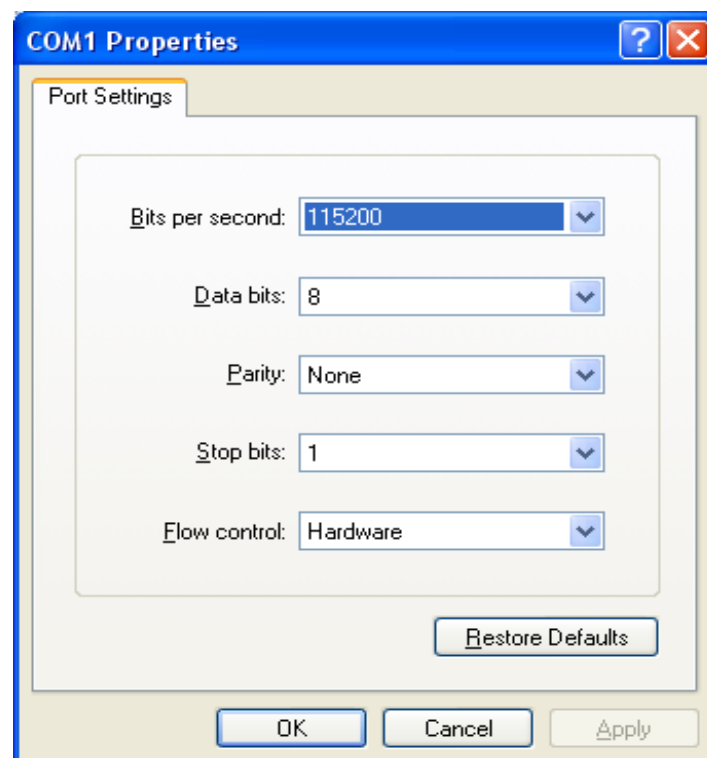 COM1 Properties
Port Settings
Bits per second: 115200
Data bits: 8
Parity: None
Stop bits: 1
Flow control: Hardware
Restore Defaults
OK Cancel Apply